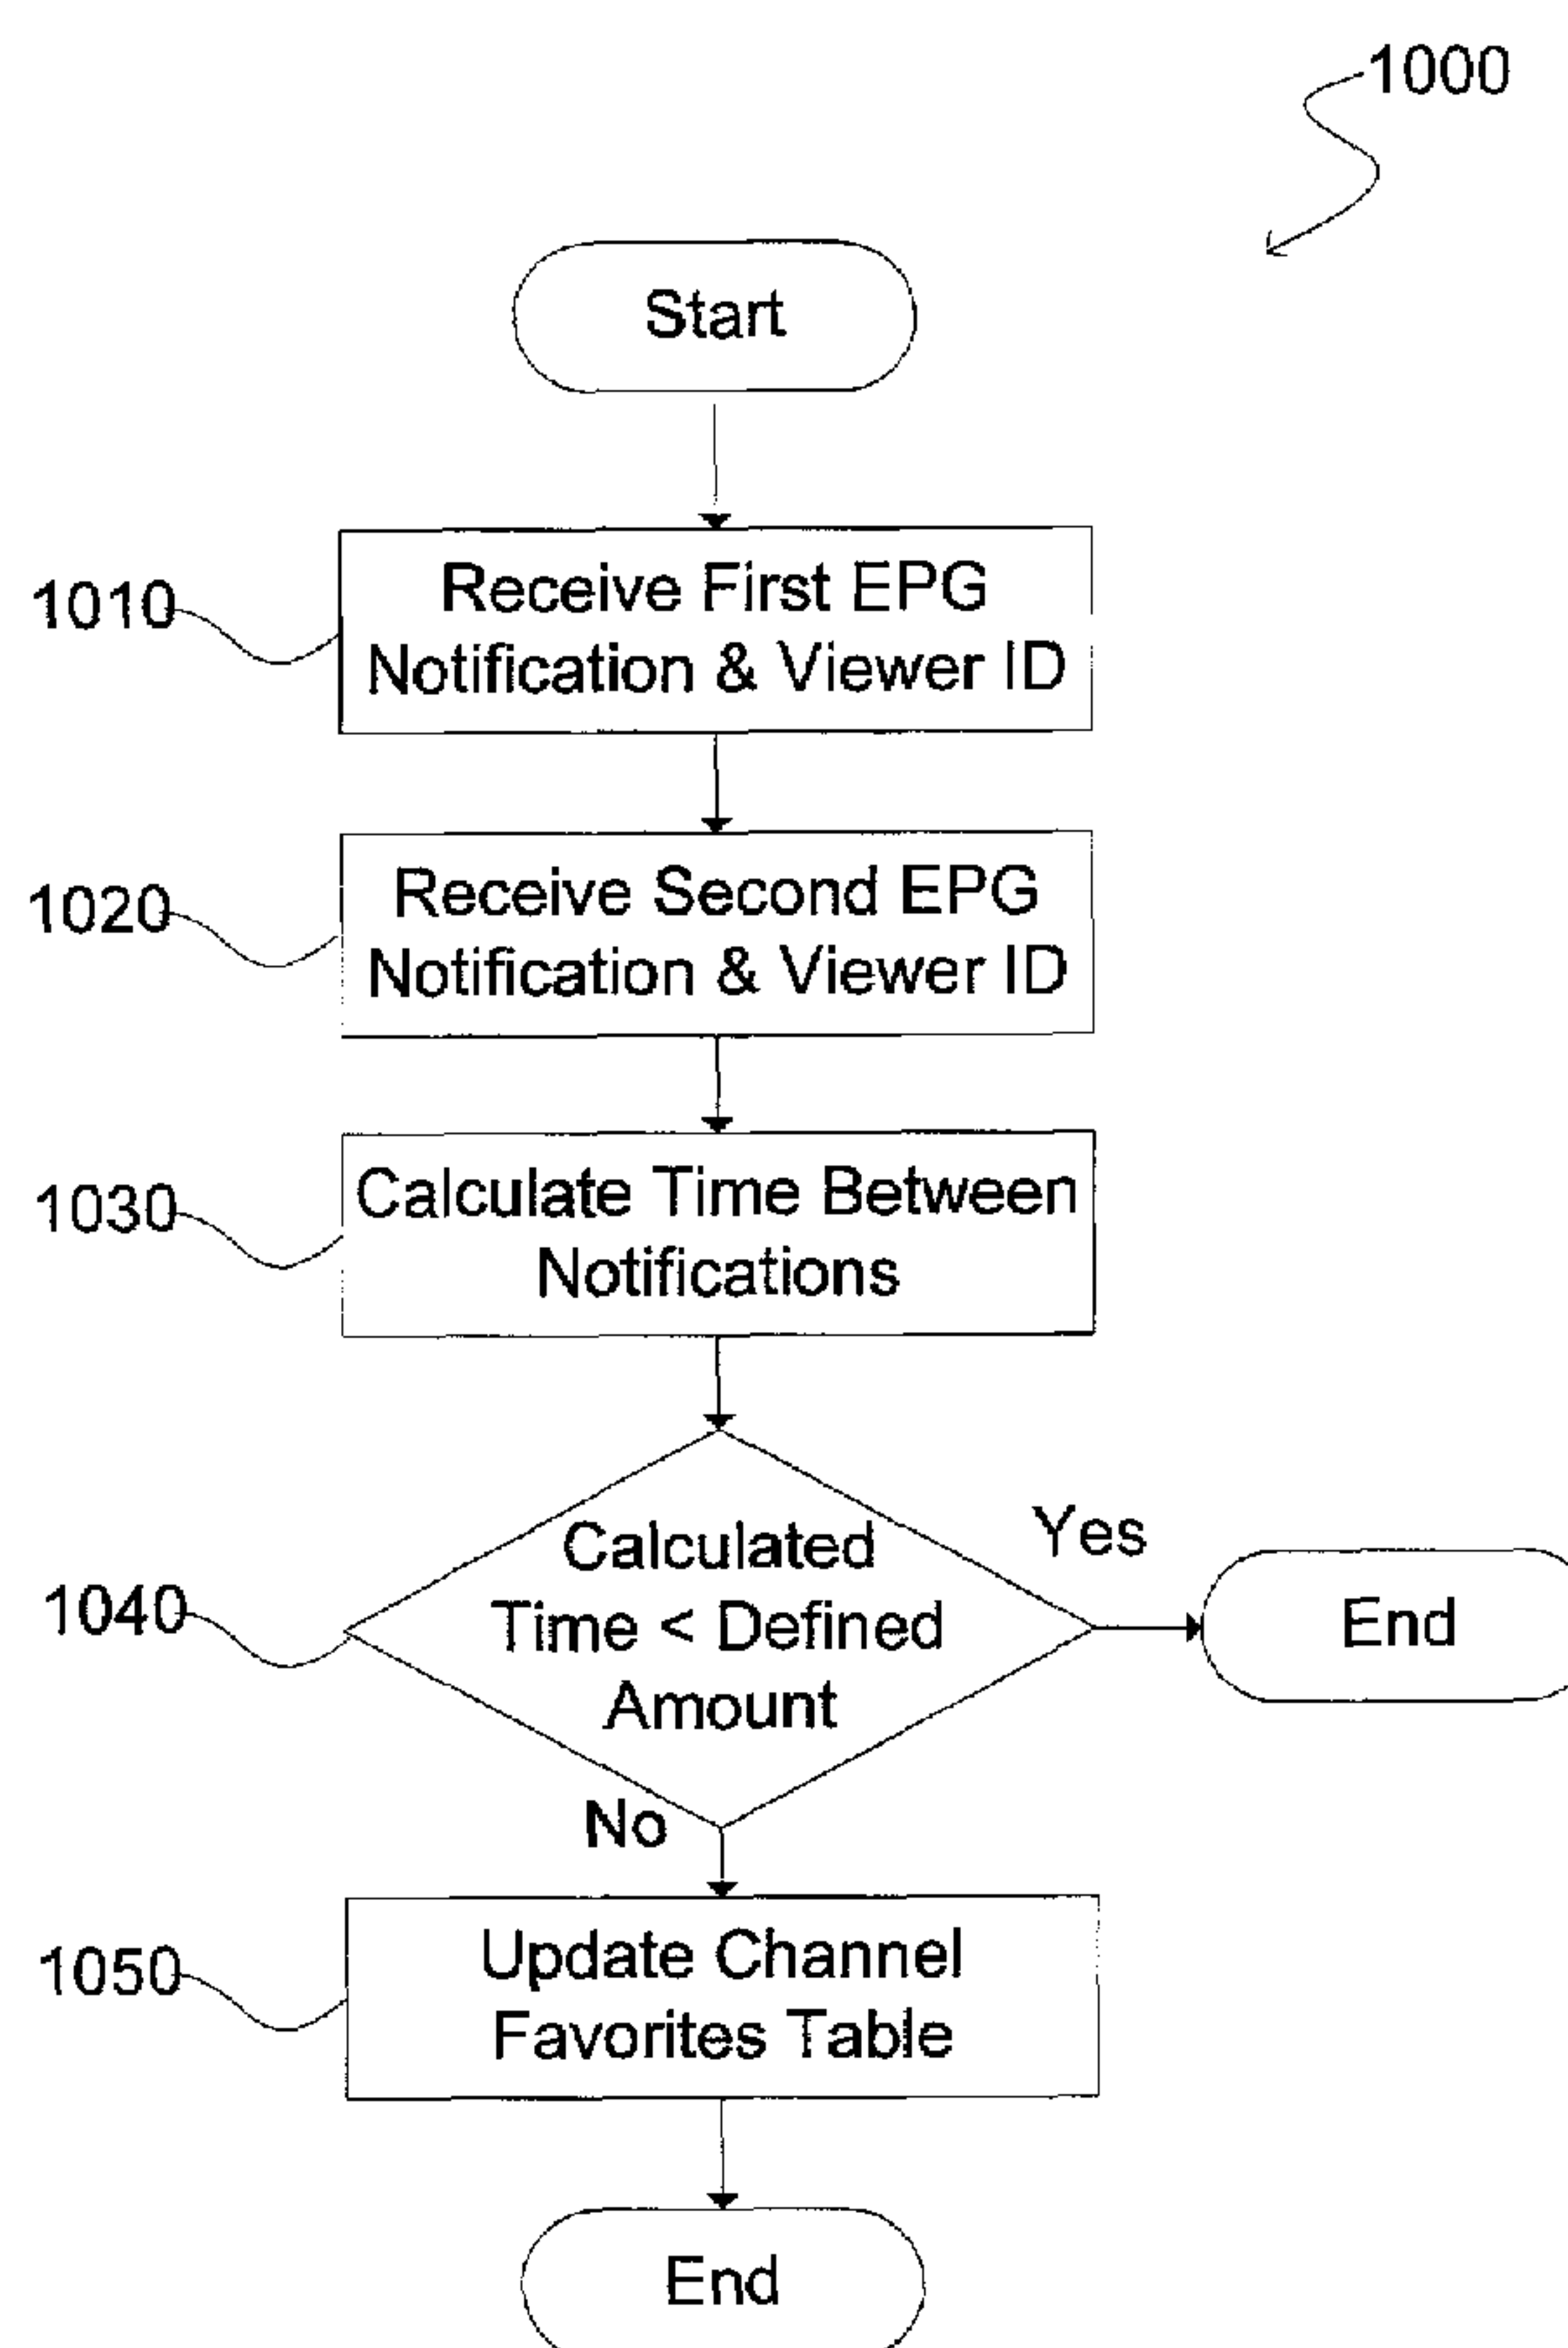 1000
Start
1010
Receive First EPG
Notification & Viewer ID
1020
Receive Second EPG
Notification & Viewer ID
1030
Calculate Time Between
Notifications
1040
Calculated
Time < Defined
Amount
Yes
End
No
1050
Update Channel
Favorites Table
End